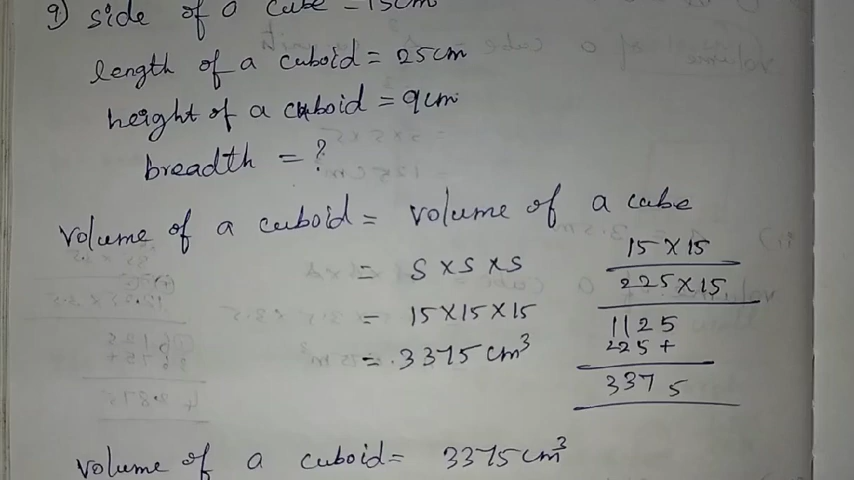 9) side of a cube = 15cm
length of a cuboid = 25cm
height of a cuboid = 9cm
breadth = ?
volume of a cuboid = volume of a cube
= S × S × S
= 15 × 15 × 15
= 3375 cm³
15 × 15
225 × 15
1125
225 +
3375
volume of a cuboid = 3375 cm³